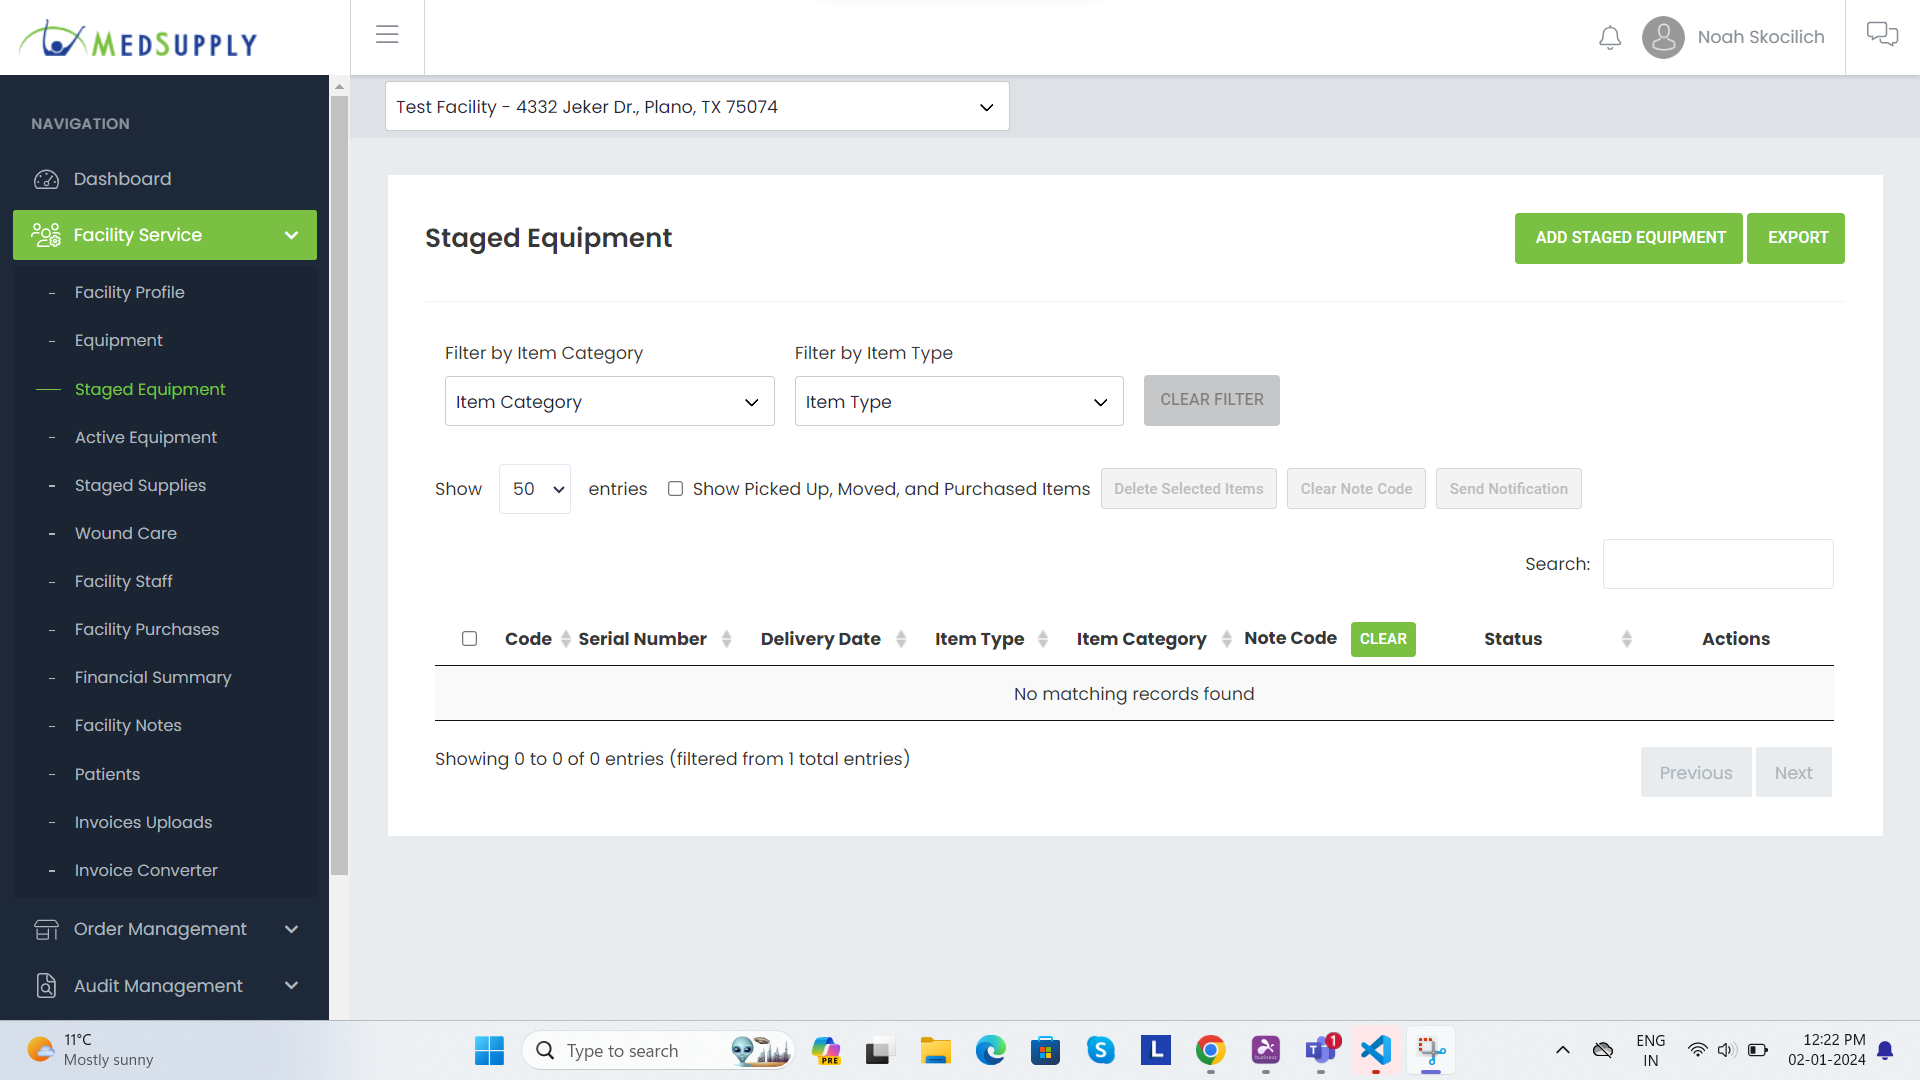 MEDSUPPLY
Noah Skocilich
NAVIGATION
Dashboard
Facility Service
- Facility Profile
- Equipment
Staged Equipment
- Active Equipment
- Staged Supplies
- Wound Care
- Facility Staff
- Facility Purchases
- Financial Summary
- Facility Notes
- Patients
- Invoices Uploads
- Invoice Converter
Order Management
Audit Management
Test Facility - 4332 Jeker Dr., Plano, TX 75074
Staged Equipment
ADD STAGED EQUIPMENT EXPORT
Filter by Item Category Filter by Item Type
Item Category Item Type CLEAR FILTER
Show 50 entries Show Picked Up, Moved, and Purchased Items Delete Selected Items Clear Note Code Send Notification
Search:
Code Serial Number Delivery Date Item Type Item Category Note Code CLEAR Status Actions
No matching records found
Showing 0 to 0 of 0 entries (filtered from 1 total entries)
Previous Next
11°C
Mostly sunny
Type to search
PRE
L
T
1
ENG
IN
12:22 PM
02-01-2024